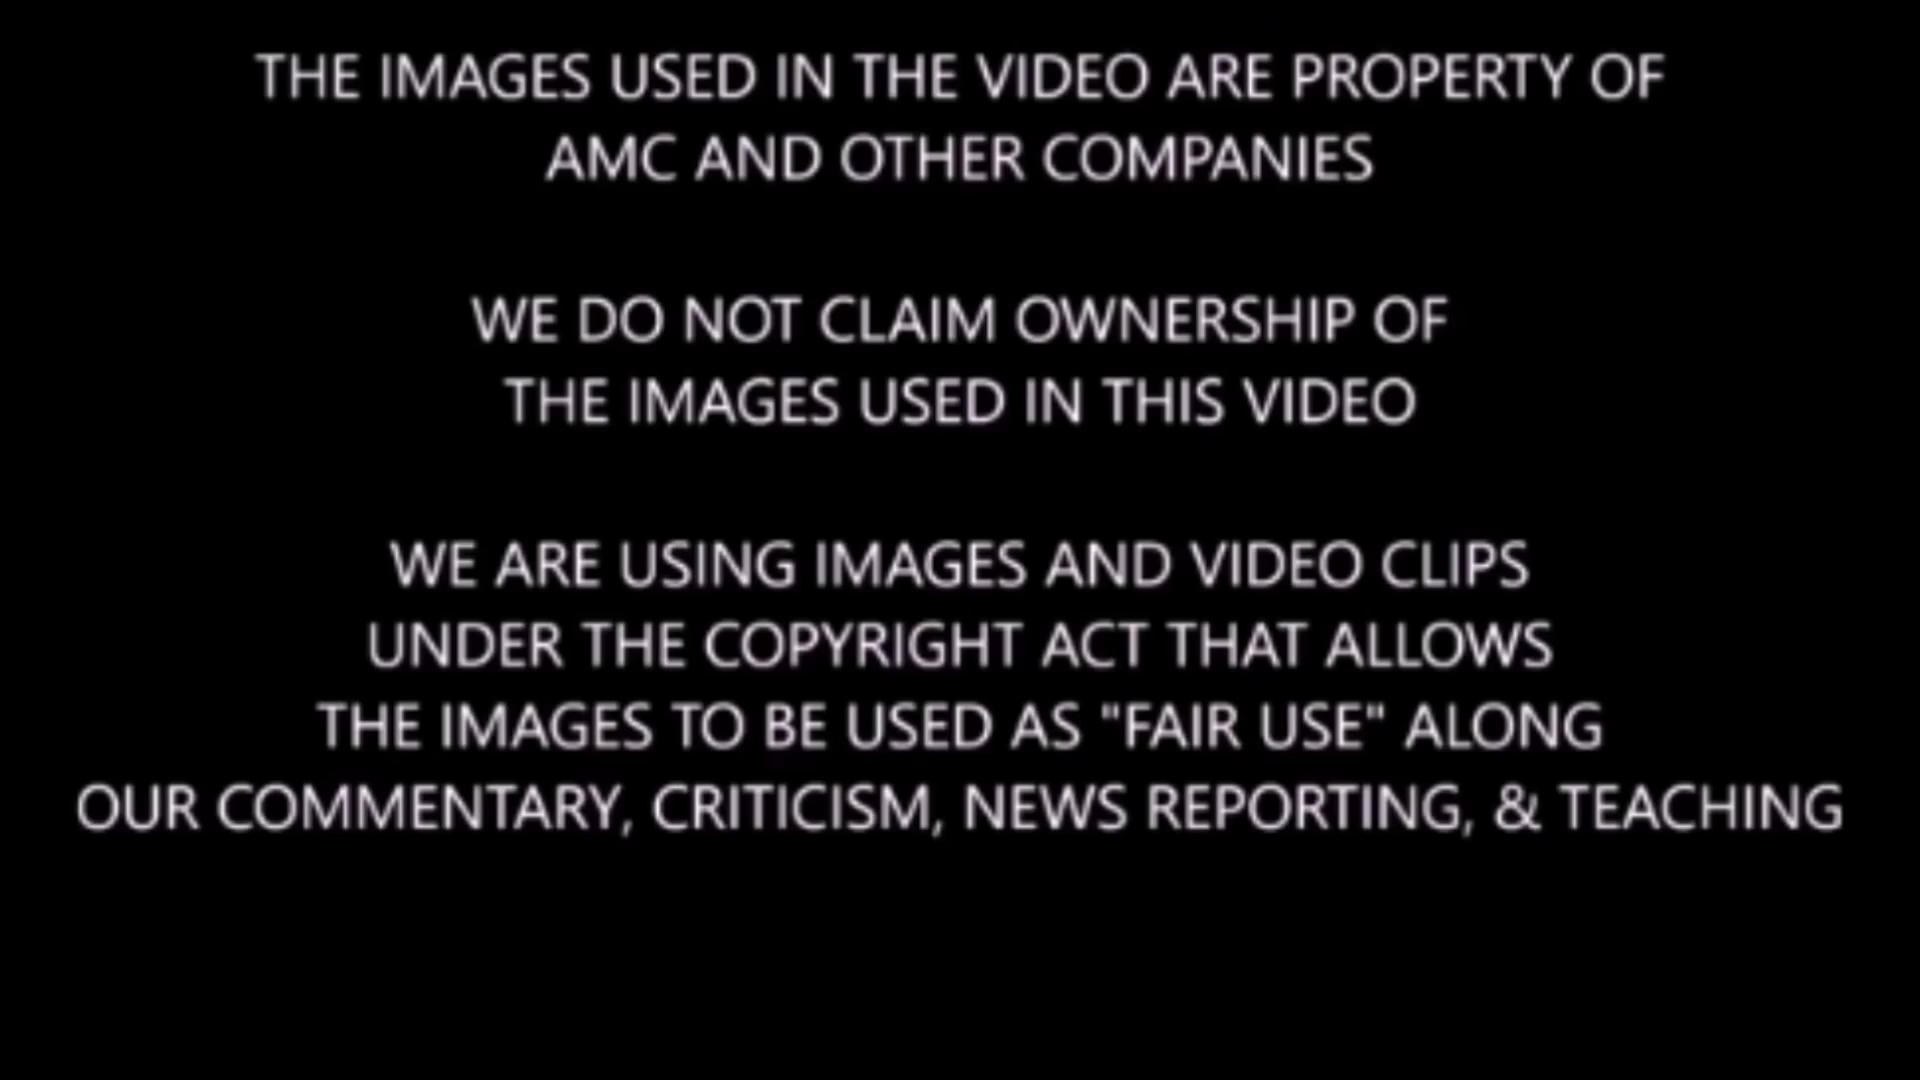 THE IMAGES USED IN THE VIDEO ARE PROPERTY OF
AMC AND OTHER COMPANIES
WE DO NOT CLAIM OWNERSHIP OF
THE IMAGES USED IN THIS VIDEO
WE ARE USING IMAGES AND VIDEO CLIPS
UNDER THE COPYRIGHT ACT THAT ALLOWS
THE IMAGES TO BE USED AS "FAIR USE" ALONG
OUR COMMENTARY, CRITICISM, NEWS REPORTING, & TEACHING